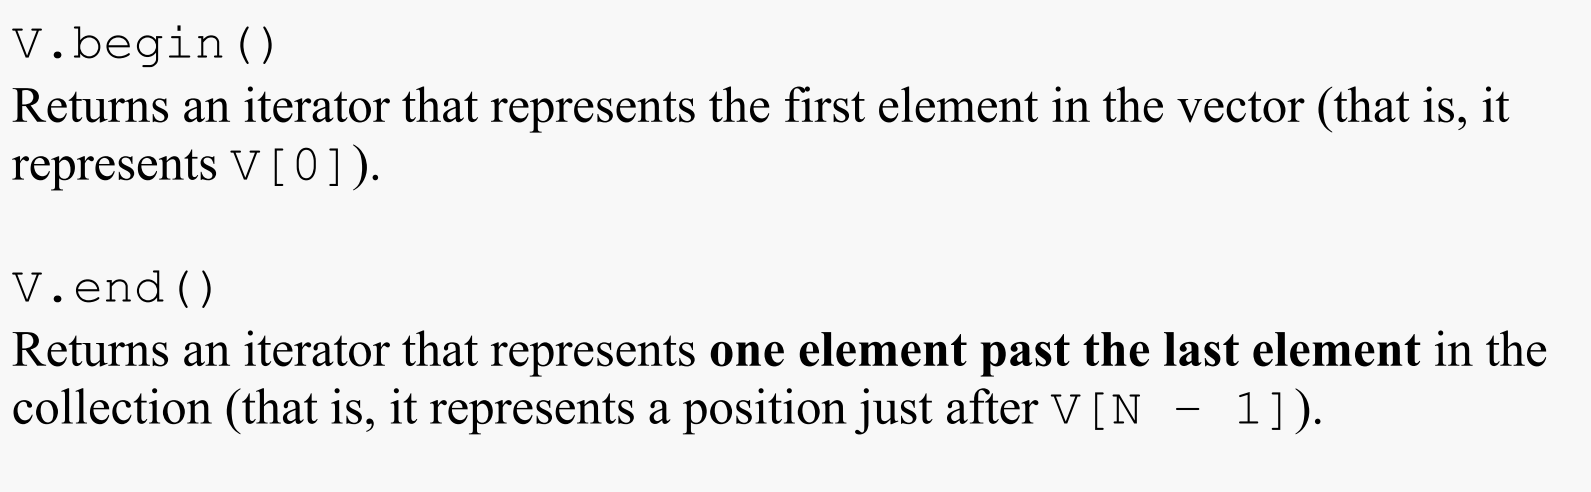 V.begin()
Returns an iterator that represents the first element in the vector (that is, it
represents V[0]).
V.end()
Returns an iterator that represents one element past the last element in the
collection (that is, it represents a position just after V[N - 1]).